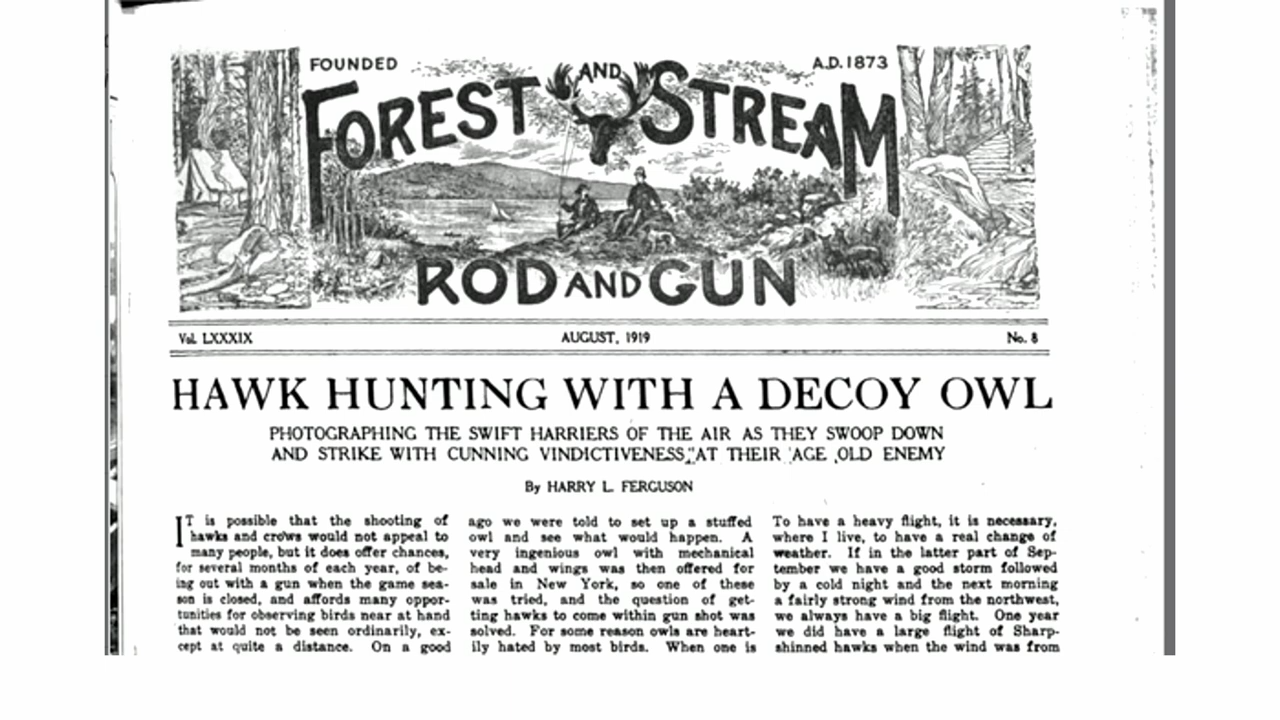 FOUNDED
A.D. 1873
FOREST AND STREAM
ROD AND GUN
Vol. LXXXIX
AUGUST, 1919
No. 8
HAWK HUNTING WITH A DECOY OWL
PHOTOGRAPHING THE SWIFT HARRIERS OF THE AIR AS THEY SWOOP DOWN
AND STRIKE WITH CUNNING VINDICTIVENESS AT THEIR AGE OLD ENEMY
By HARRY L. FERGUSON
IT is possible that the shooting of
hawks and crows would not appeal to
many people, but it does offer chances,
for several months of each year, of be-
ing out with a gun when the game sea-
son is closed, and affords many oppor-
tunities for observing birds near at hand
that would not be seen ordinarily, ex-
cept at quite a distance. On a good
ago we were told to set up a stuffed
owl and see what would happen. A
very ingenious owl with mechanical
head and wings was then offered for
sale in New York, so one of these
was tried, and the question of get-
ting hawks to come within gun shot was
solved. For some reason owls are heart-
ily hated by most birds. When one is
To have a heavy flight, it is necessary,
where I live, to have a real change of
weather. If in the latter part of Sep-
tember we have a good storm followed
by a cold night and the next morning
a fairly strong wind from the northwest,
we always have a big flight. One year
we did have a large flight of Sharp-
shinned hawks when the wind was from